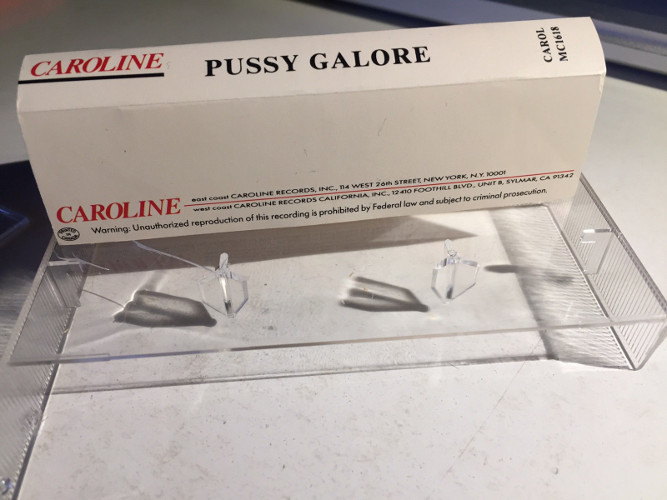 CAROLINE
PUSSY GALORE
CAROL
MC1618
CAROLINE
east coast CAROLINE RECORDS, INC., 114 WEST 26th STREET, NEW YORK, N.Y. 10001
west coast CAROLINE RECORDS CALIFORNIA, INC., 12410 FOOTHILL BLVD., UNIT B, SYLMAR, CA 91342
Warning: Unauthorized reproduction of this recording is prohibited by Federal law and subject to criminal prosecution.